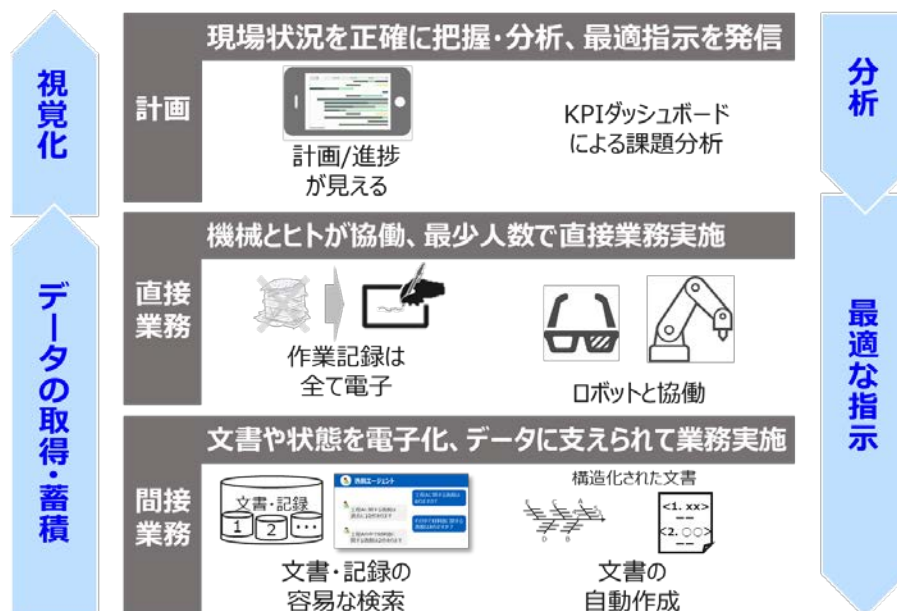 視覚化
データの取得・蓄積
計画
現場状況を正確に把握・分析、最適指示を発信
計画/進捗
が見える
KPIダッシュボード
による課題分析
直接
業務
機械とヒトが協働、最少人数で直接業務実施
作業記録は
全て電子
ロボットと協働
間接
業務
文書や状態を電子化、データに支えられて業務実施
文書・記録
1
2
…
文書・記録の
容易な検索
構造化された文書
E C A
D B
<1. xx>
<2. ○○>
文書の
自動作成
分析
最適な指示